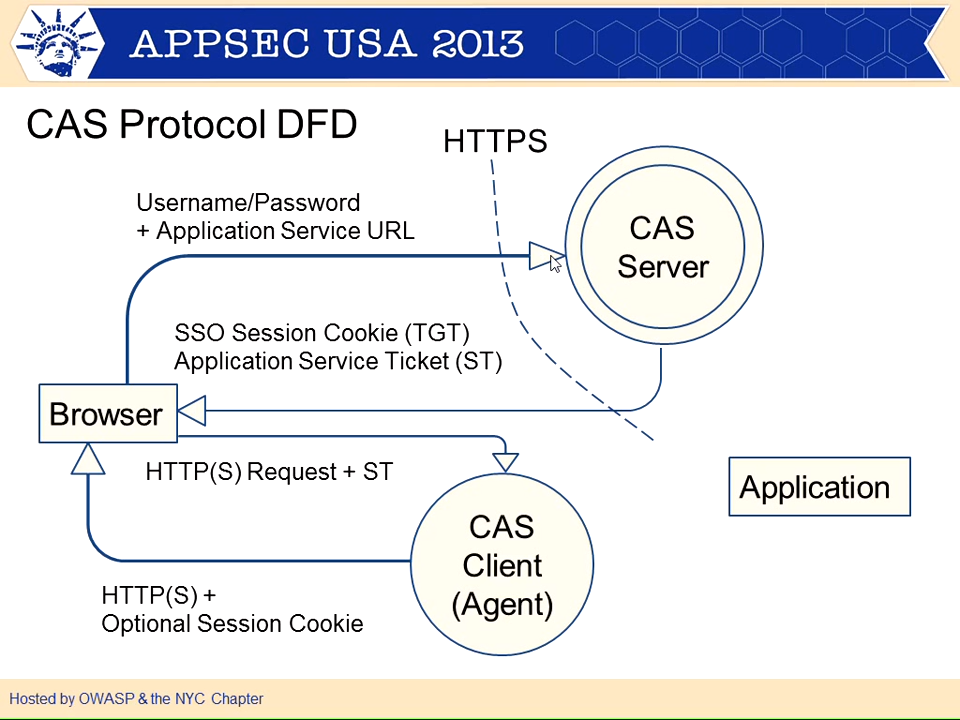 APPSEC USA 2013
CAS Protocol DFD
HTTPS
Username/Password
+ Application Service URL
CAS
Server
SSO Session Cookie (TGT)
Application Service Ticket (ST)
Browser
HTTP(S) Request + ST
Application
CAS
Client
(Agent)
HTTP(S) +
Optional Session Cookie
Hosted by OWASP & the NYC Chapter